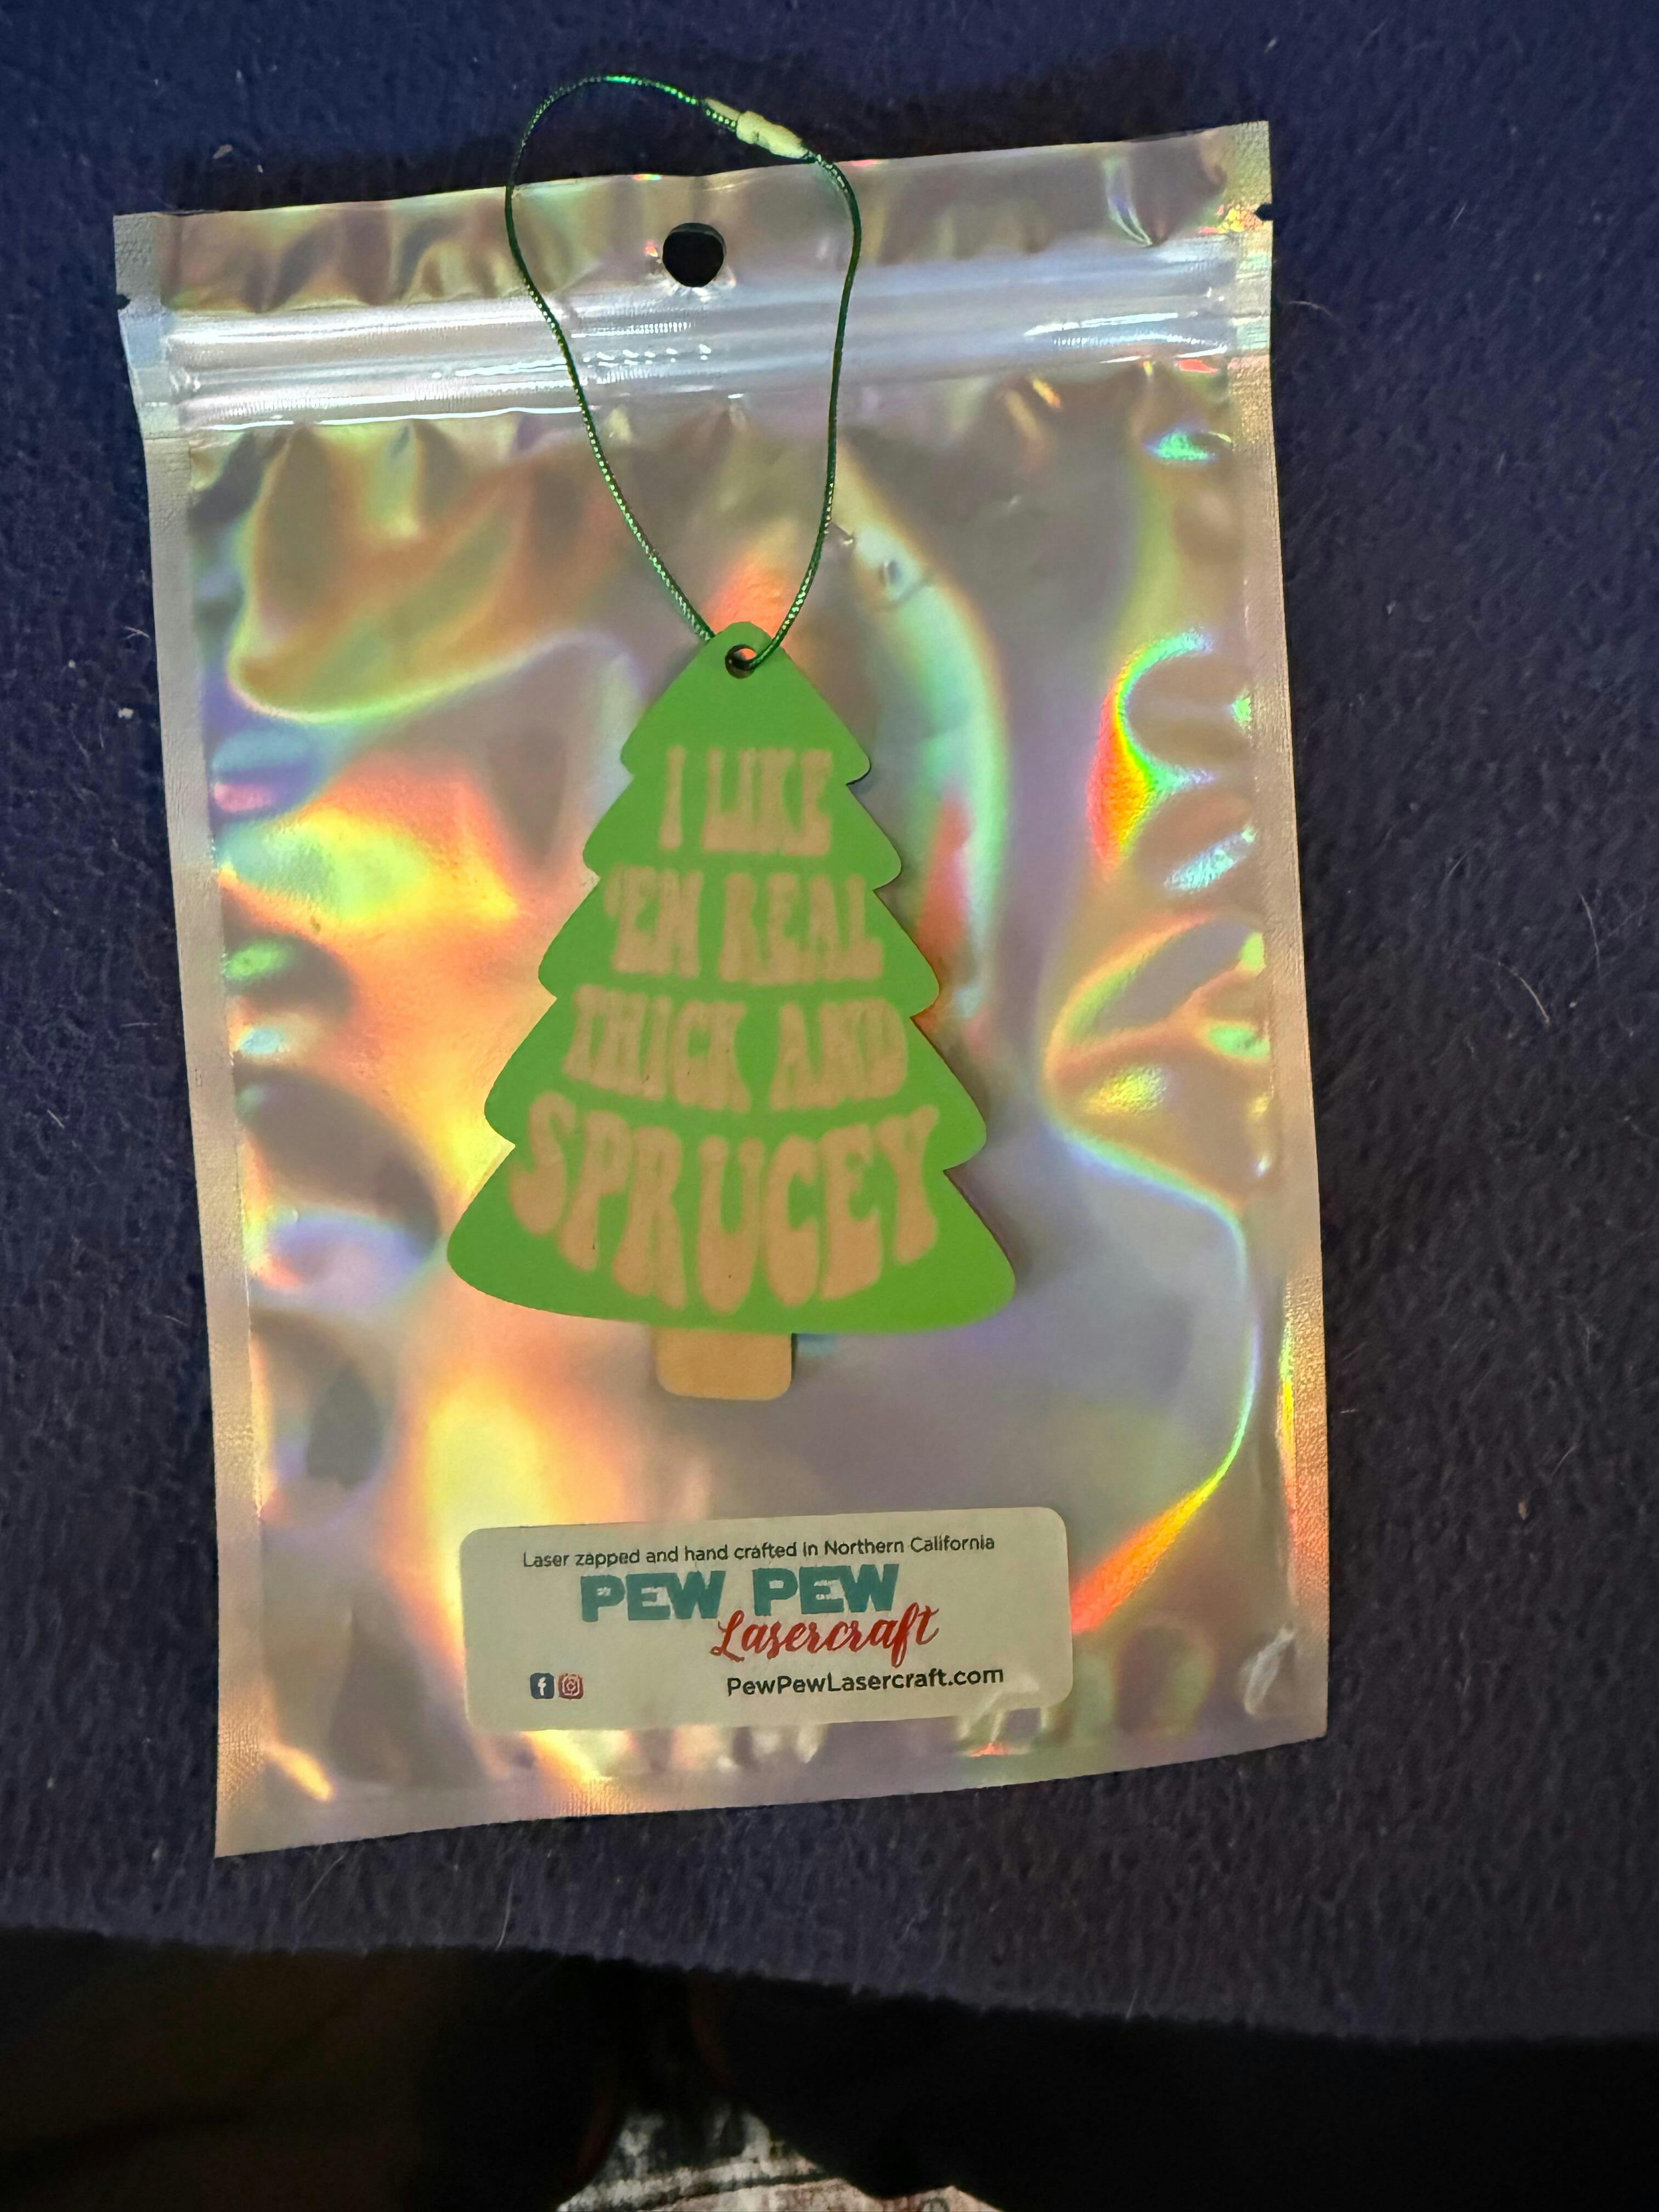 I LIKE
'EM REAL
THICK AND
SPRUCEY
Laser zapped and hand crafted in Northern California
PEW PEW
Lasercraft
PewPewLasercraft.com